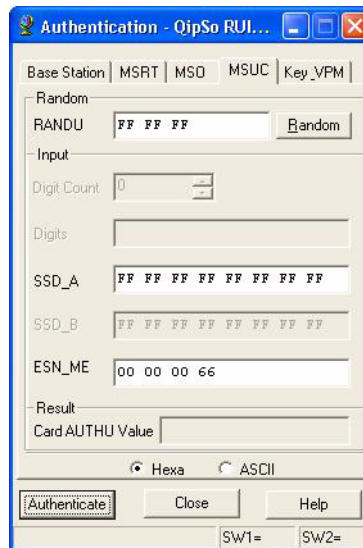 Authentication - QipSo RUI...
Base Station MSRT MSO MSUC Key_VPM
Random
RANDU FF FF FF Random
Input
Digit Count 0
Digits
SSD_A FF FF FF FF FF FF FF FF
SSD_B FF FF FF FF FF FF FF FF
ESN_ME 00 00 00 66
Result
Card AUTHU Value
Hexa ASCII
Authenticate Close Help
SW1= SW2=